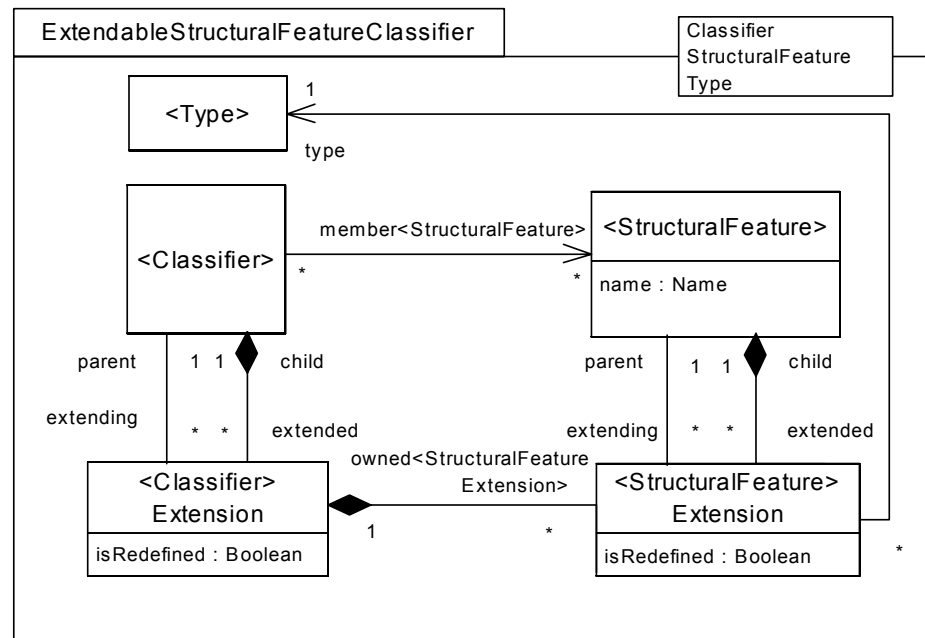 ExtendableStructuralFeatureClassifier
Classifier
StructuralFeature
Type
<Type>
1
type
<Classifier>
member<StructuralFeature>
*
*
<StructuralFeature>
name : Name
parent
1
1
child
extending
*
*
extended
parent
1
1
child
extending
*
*
extended
<Classifier>
Extension
isRedefined : Boolean
owned<StructuralFeature
Extension>
1
*
<StructuralFeature>
Extension
isRedefined : Boolean
*